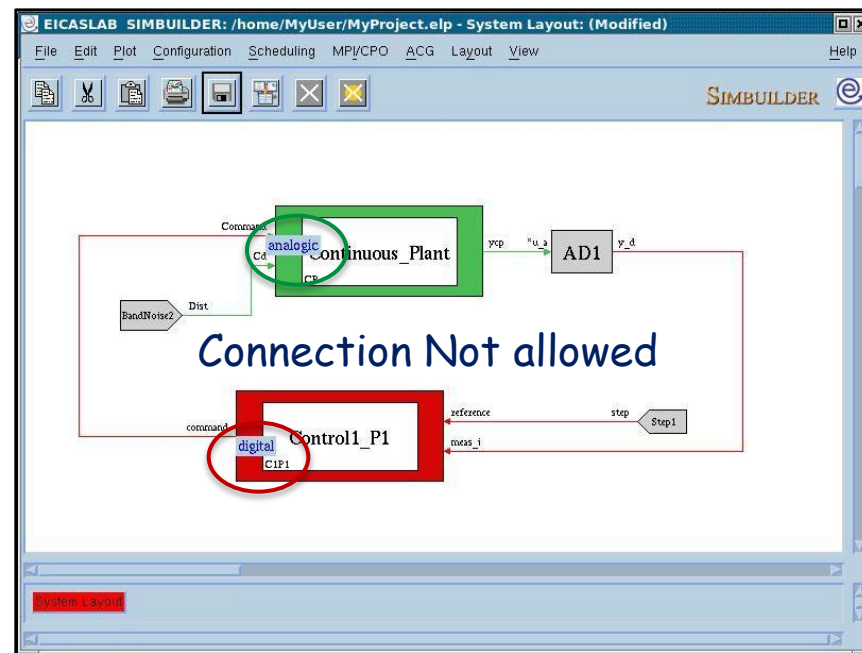 EICASLAB SIMBUILDER: /home/MyUser/MyProject.elp - System Layout: (Modified)
File Edit Plot Configuration Scheduling MPI/CPO ACG Layout View Help
SIMBUILDER
Command
analogic
Cd
Continuous_Plant
CP
ycp
"u_a
AD1
y_d
BandNoise2
Dist
Connection Not allowed
command
digital
Control1_P1
C1P1
reference
meas_i
step
Step1
System Layout